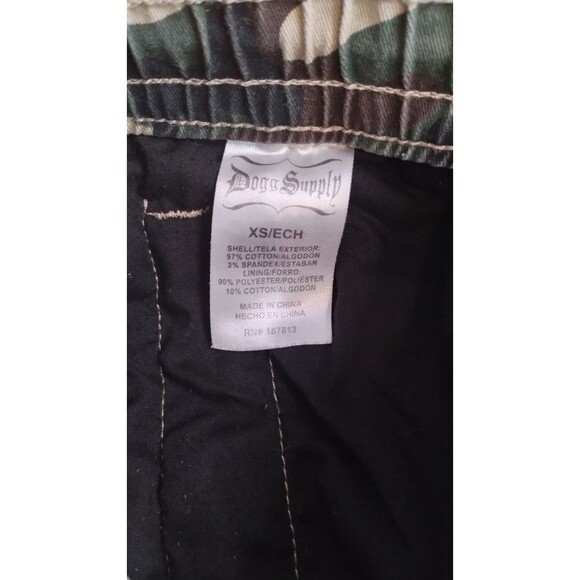 Dogg Supply
XS/ECH
SHELL/TELA EXTERIOR:
97% COTTON/ALGODÓN
3% SPANDEX/ESTABAN
LINING/FORRO:
90% POLYESTER/POLIÉSTER
10% COTTON/ALGODÓN
MADE IN CHINA
HECHO EN CHINA
RN# 167813